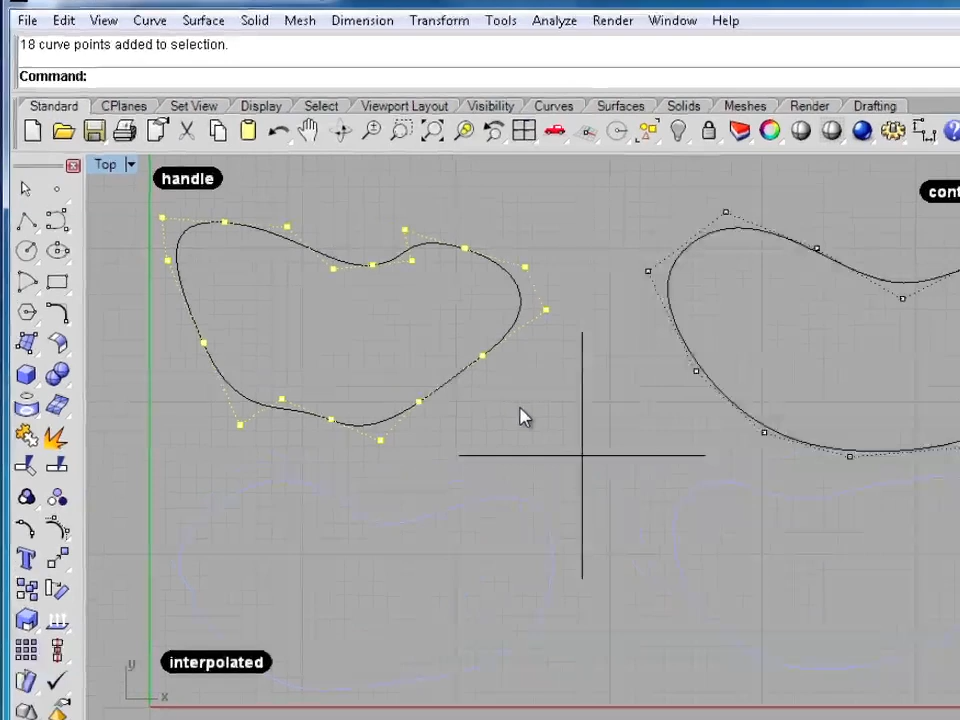 File Edit View Curve Surface Solid Mesh Dimension Transform Tools Analyze Render Window Help
18 curve points added to selection.
Command:
Standard CPlanes Set View Display Select Viewport Layout Visibility Curves Surfaces Solids Meshes Render Drafting
Top
handle
cont
interpolated
y
x